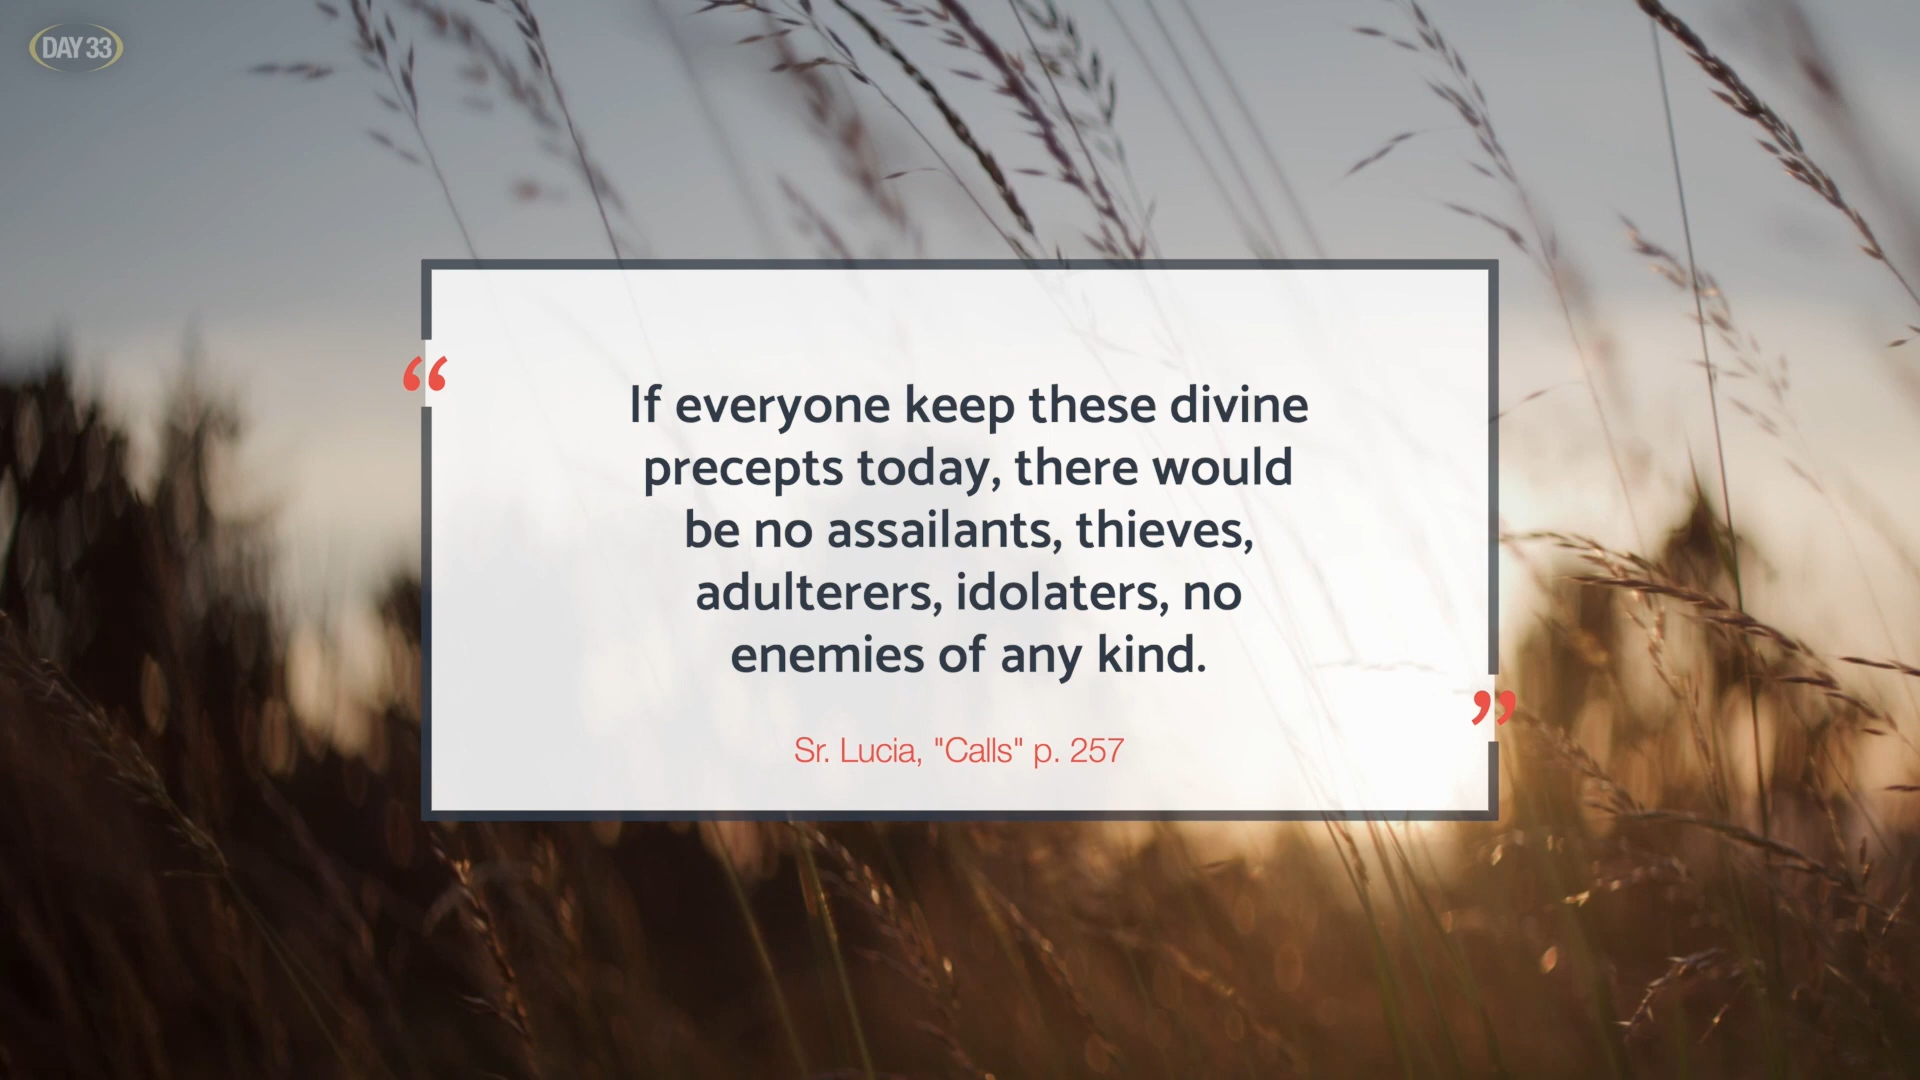 DAY 33
“
If everyone keep these divine
precepts today, there would
be no assailants, thieves,
adulterers, idolaters, no
enemies of any kind.
”
Sr. Lucia, "Calls" p. 257